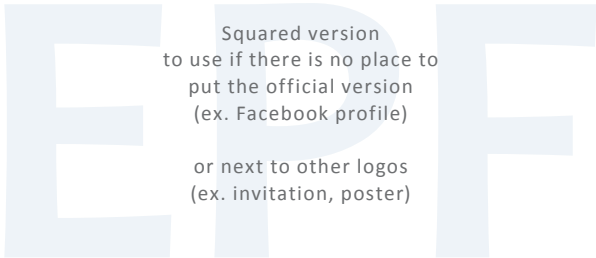 EPF
Squared version
to use if there is no place to
put the official version
(ex. Facebook profile)
or next to other logos
(ex. invitation, poster)